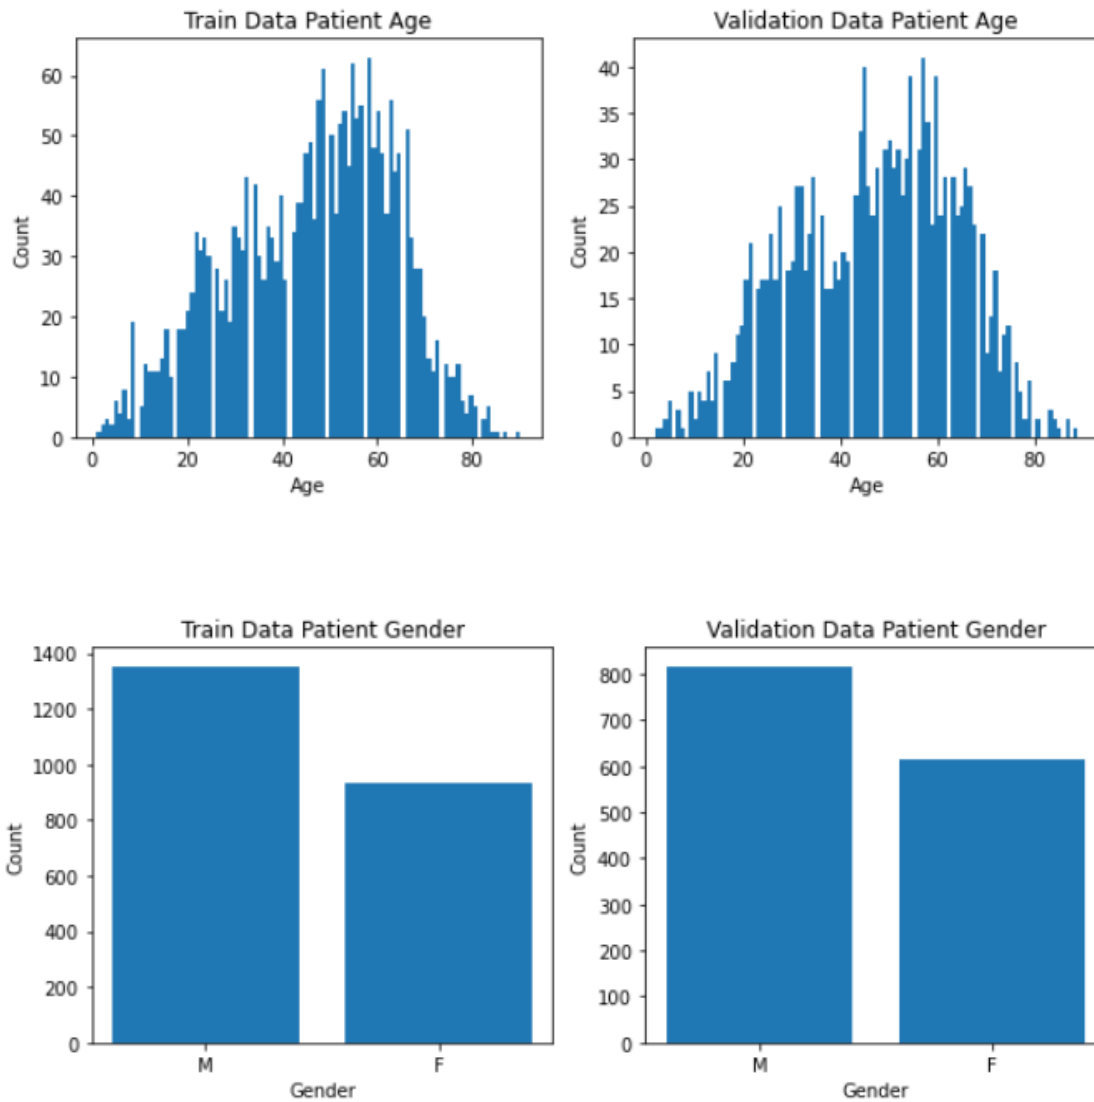 Train Data Patient Age
Count
60
50
40
30
20
10
0
0 20 40 60 80
Age
Validation Data Patient Age
Count
40
35
30
25
20
15
10
5
0
0 20 40 60 80
Age
Train Data Patient Gender
Count
1400
1200
1000
800
600
400
200
0
M F
Gender
Validation Data Patient Gender
Count
800
700
600
500
400
300
200
100
0
M F
Gender